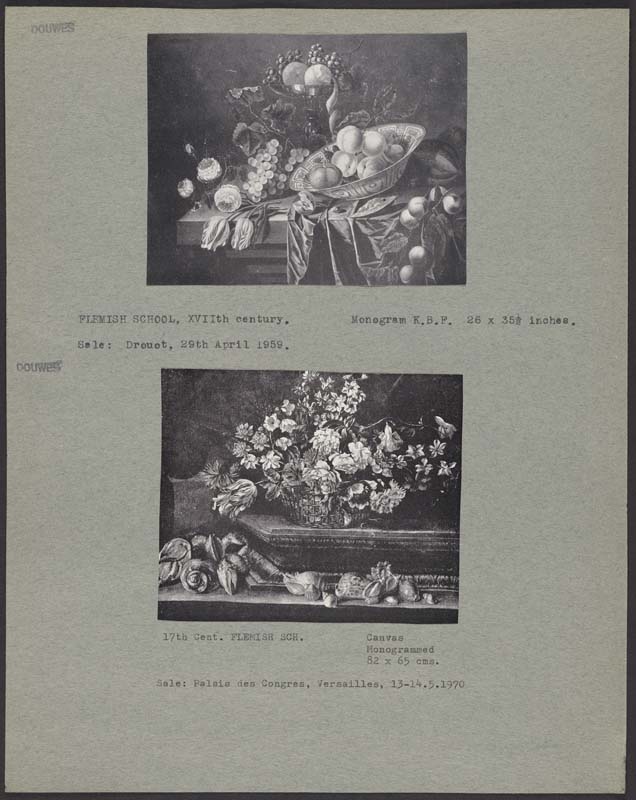 DOUWES
FLEMISH SCHOOL, XVIIth century. Monogram K.B.F. 26 x 35½ inches.
Sale: Drouot, 29th April 1959.
DOUWES
17th Cent. FLEMISH SCH. Canvas
Monogrammed
82 x 65 cms.
Sale: Palais des Congres, Versailles, 13-14.5.1970